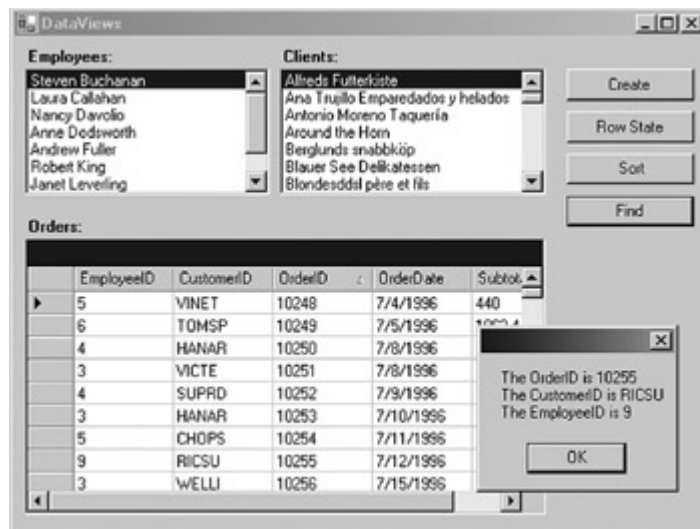 DataViews
Employees:
Steven Buchanan
Laura Callahan
Nancy Davolio
Anne Dodsworth
Andrew Fuller
Robert King
Janet Leverling
Clients:
Alfreds Futterkiste
Ana Trujillo Emparedados y helados
Antonio Moreno Taquería
Around the Horn
Berglunds snabbköp
Blauer See Delikatessen
Blondesddsl père et fils
Create
Row State
Sort
Find
Orders:
EmployeeID CustomerID OrderID OrderDate Subtot
5 VINET 10248 7/4/1996 440
6 TOMSP 10249 7/5/1996
4 HANAR 10250 7/8/1996
3 VICTE 10251 7/8/1996
4 SUPRD 10252 7/9/1996
3 HANAR 10253 7/10/1996
5 CHOPS 10254 7/11/1996
9 RICSU 10255 7/12/1996
3 WELLI 10256 7/15/1996
The OrderID is 10255
The CustomerID is RICSU
The EmployeeID is 9
OK